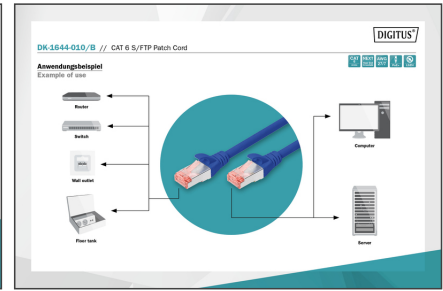 DIGITUS®
DK-1644-010/B // CAT 6 S/FTP Patch Cord
Anwendungsbeispiel
Example of use
Router
Switch
Wall outlet
Floor tank
Computer
Server